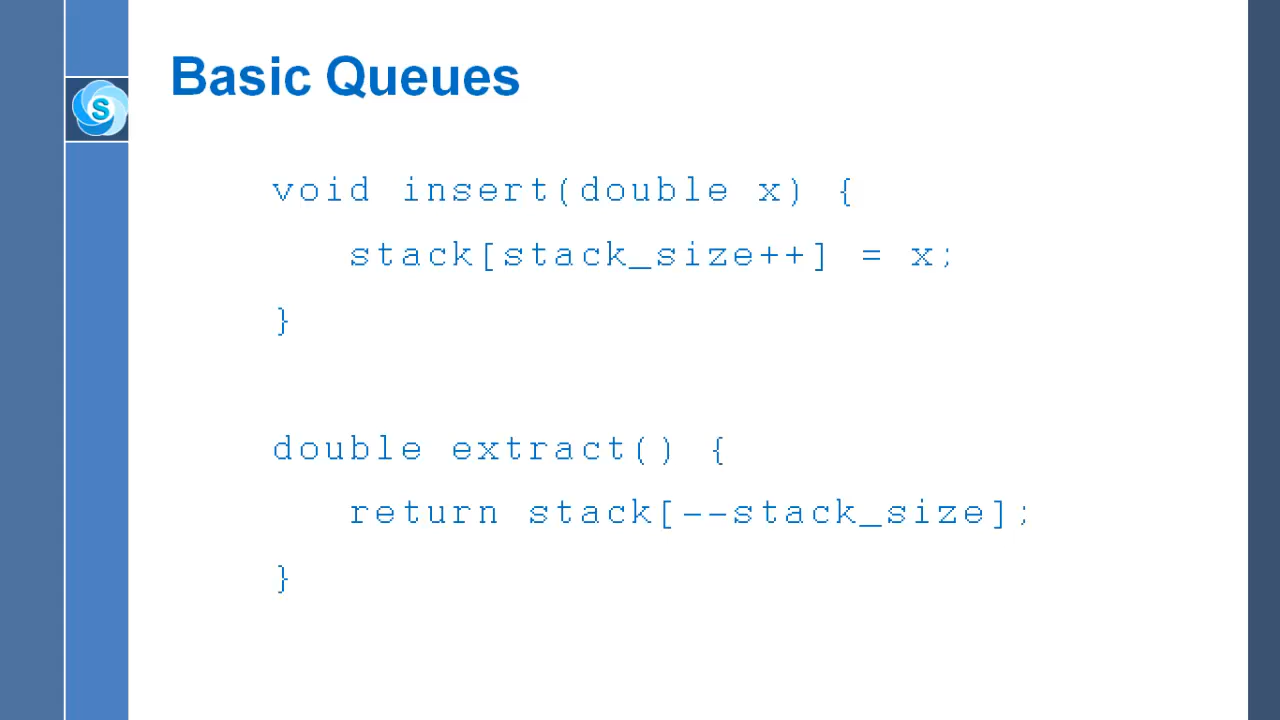 Basic Queues
S
void insert(double x) {
stack[stack_size++] = x;
}
double extract() {
return stack[--stack_size];
}